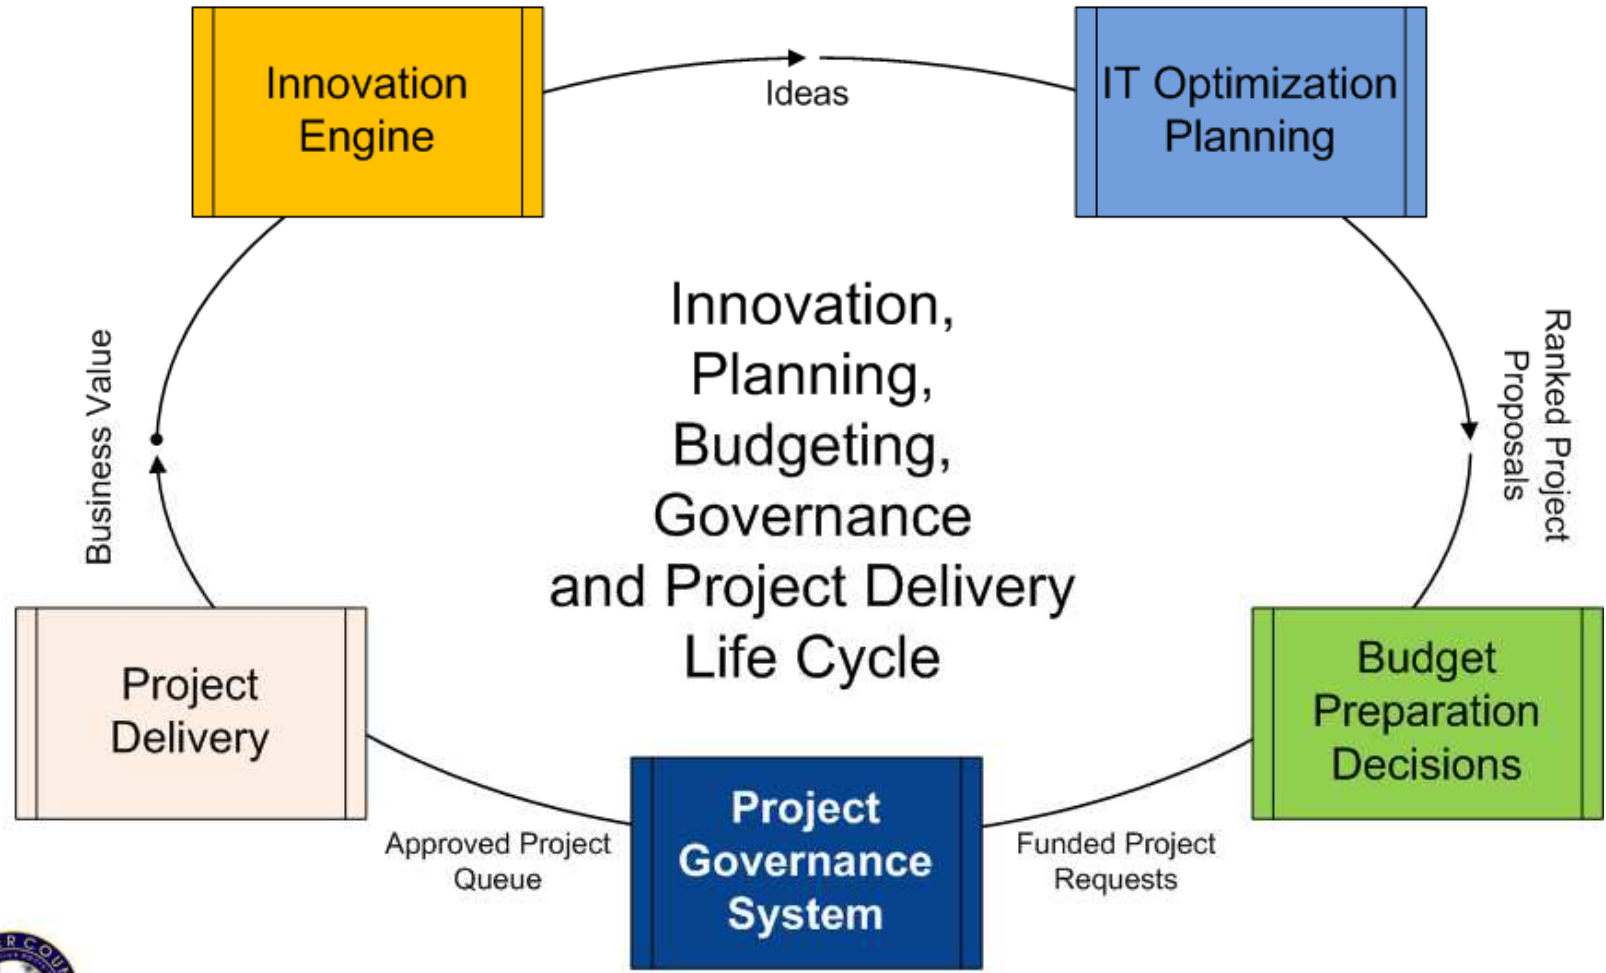 Innovation
Engine
Ideas
IT Optimization
Planning
Ranked Project
Proposals
Innovation,
Planning,
Budgeting,
Governance
and Project Delivery
Life Cycle
Business Value
Project
Delivery
Budget
Preparation
Decisions
Approved Project
Queue
Project
Governance
System
Funded Project
Requests